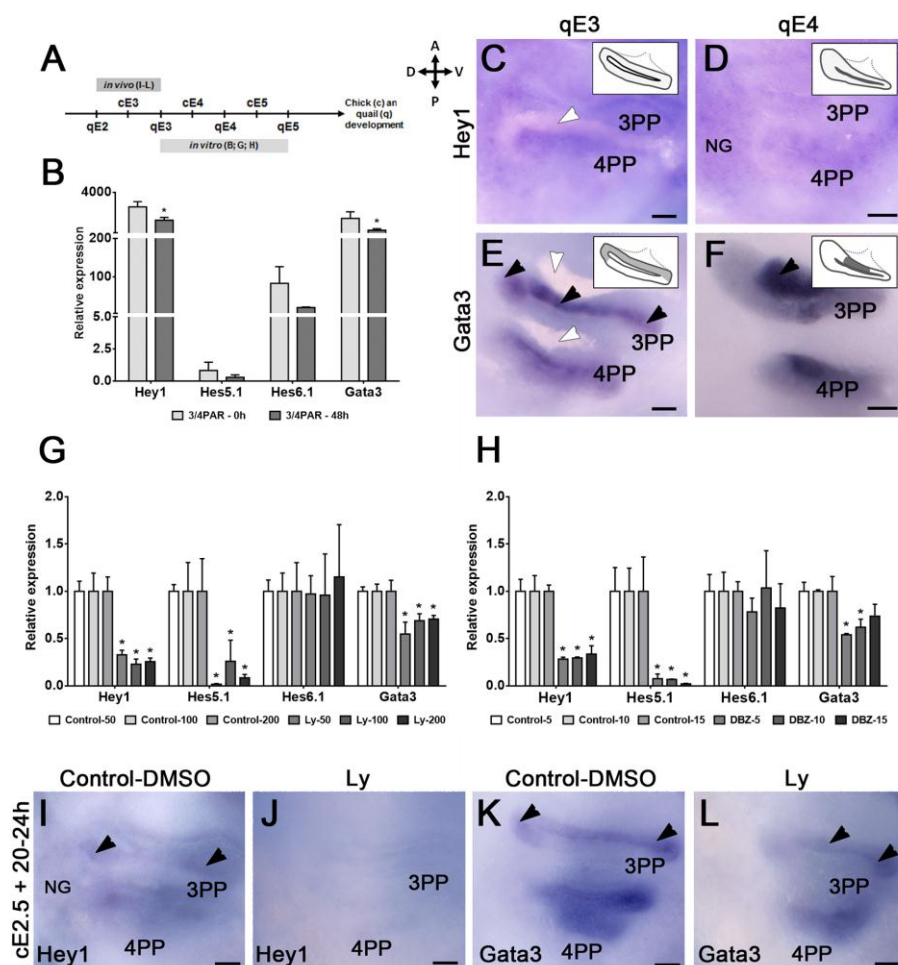 qE3
qE4
A
in vivo (I-L)
cE3 cE4 cE5
qE2 qE3 qE4 qE5
in vitro (B; G; H)
Chick (c) an
quail (q)
development
A
D V
P
B
Relative expression
4000
200
100
5.0
2.5
0.0
* *
Hey1 Hes5.1 Hes6.1 Gata3
3/4PAR - 0h 3/4PAR - 48h
Hey1
C
3PP
4PP
D
3PP
NG
4PP
Gata3
E
3PP
4PP
F
3PP
4PP
G
Relative expression
2.0
1.5
1.0
0.5
0.0
* * * * * * * * *
Hey1 Hes5.1 Hes6.1 Gata3
Control-50 Control-100 Control-200 Ly-50 Ly-100 Ly-200
H
Relative expression
2.0
1.5
1.0
0.5
0.0
* * * * * * * *
Hey1 Hes5.1 Hes6.1 Gata3
Control-5 Control-10 Control-15 DBZ-5 DBZ-10 DBZ-15
Control-DMSO Ly Control-DMSO Ly
cE2.5 + 20-24h
I
NG
3PP
4PP
Hey1
J
3PP
4PP
Hey1
K
3PP
4PP
Gata3
L
3PP
4PP
Gata3